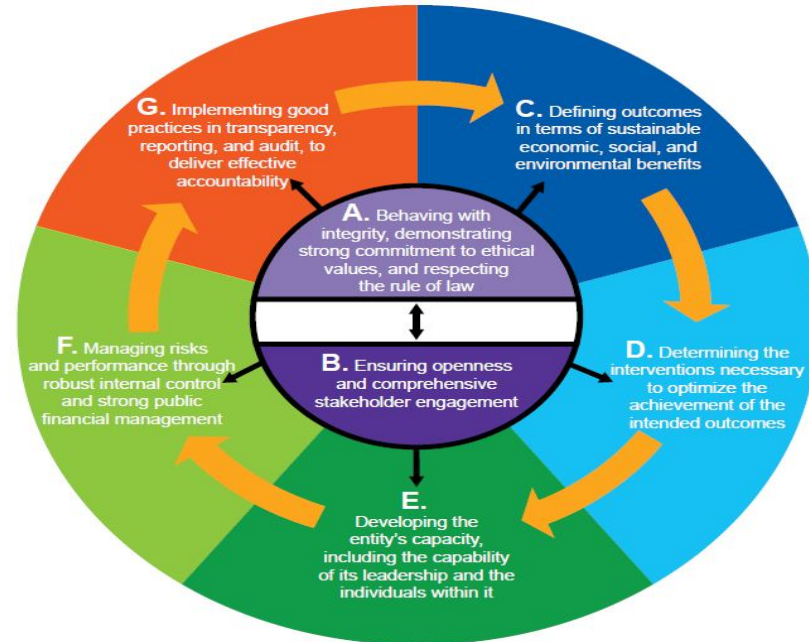 A. Behaving with
integrity, demonstrating
strong commitment to ethical
values, and respecting
the rule of law
B. Ensuring openness
and comprehensive
stakeholder engagement
C. Defining outcomes
in terms of sustainable
economic, social, and
environmental benefits
D. Determining the
interventions necessary
to optimize the
achievement of the
intended outcomes
E.
Developing the
entity's capacity,
including the capability
of its leadership and the
individuals within it
F. Managing risks
and performance through
robust internal control
and strong public
financial management
G. Implementing good
practices in transparency,
reporting, and audit, to
deliver effective
accountability